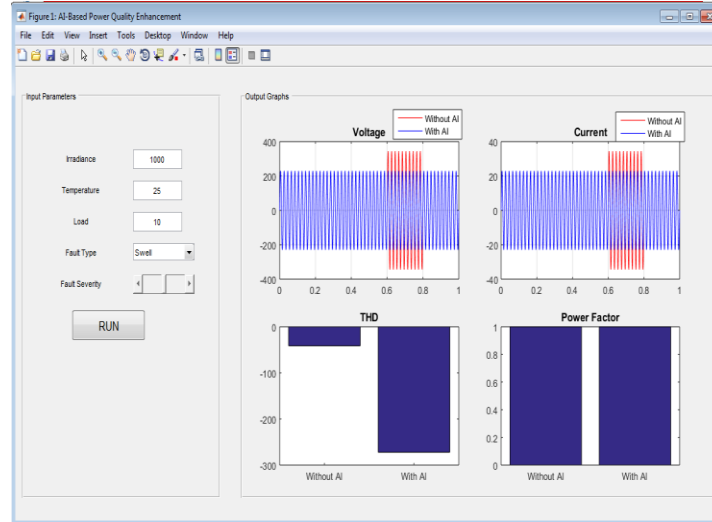 Figure 1: AI-Based Power Quality Enhancement
File Edit View Insert Tools Desktop Window Help
Input Parameters
Irradiance 1000
Temperature 25
Load 10
Fault Type Swell
Fault Severity
RUN
Output Graphs
Voltage
Without AI
With AI
400
200
0
-200
-400
0 0.2 0.4 0.6 0.8 1
Current
Without AI
With AI
40
20
0
-20
-40
0 0.2 0.4 0.6 0.8 1
THD
0
-100
-200
-300
Without AI With AI
Power Factor
1
0.8
0.6
0.4
0.2
0
Without AI With AI